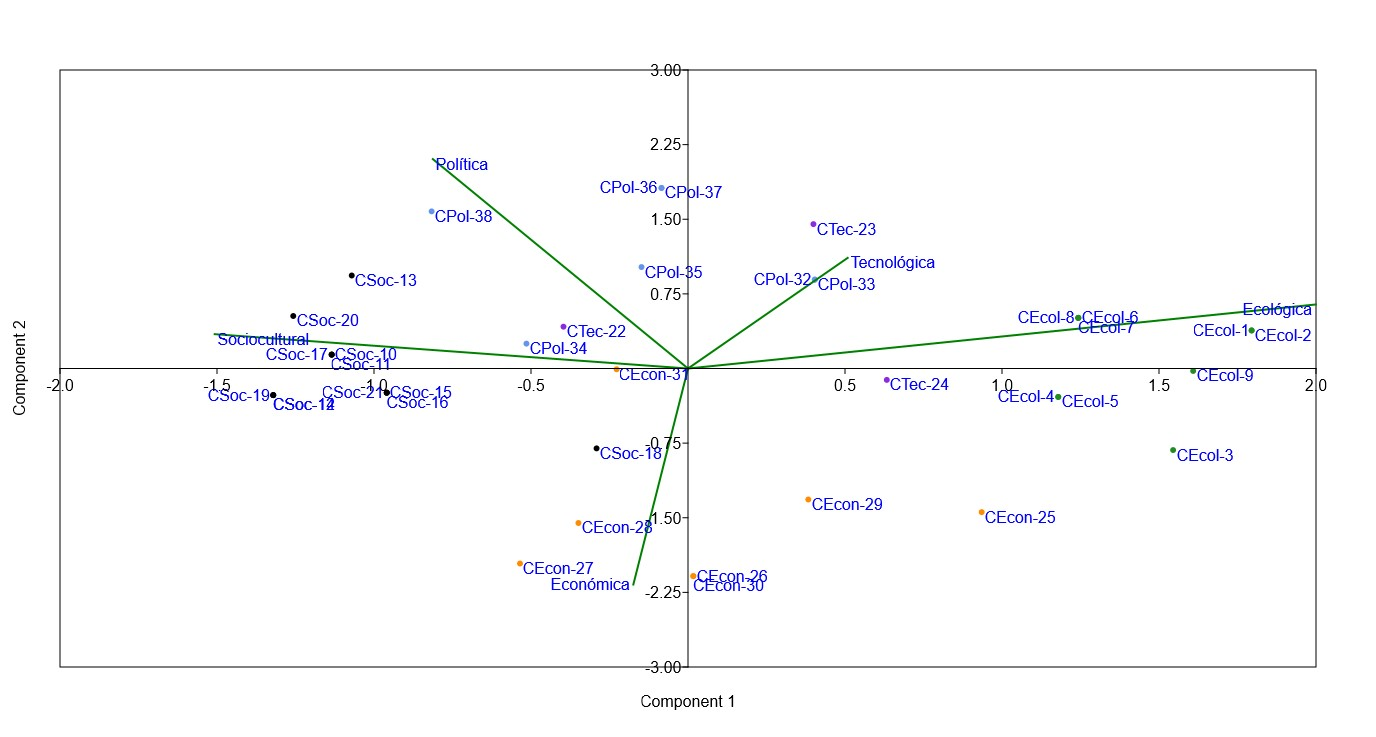 3.00
2.25
1.50
0.75
-0.75
-1.50
-2.25
-3.00
Component 2
-2.0
-1.5
-1.0
-0.5
0.5
1.0
1.5
2.0
Component 1
Política
CPol-36
CPol-37
CPol-38
CTec-23
Tecnológica
CPol-35
CPol-32
CPol-33
CSoc-13
CSoc-20
Sociocultural
CSoc-17
CSoc-10
CSoc-11
CTec-22
CPol-34
CEcon-31
Ecológica
CEcol-8
CEcol-6
CEcol-7
CEcol-1
CEcol-2
CEcol-9
CTec-24
CEcol-4
CEcol-5
CSoc-19
CSoc-12
CSoc-14
CSoc-21
CSoc-15
CSoc-16
CSoc-18
CEcol-3
CEcon-29
CEcon-25
CEcon-28
CEcon-27
Económica
CEcon-26
CEcon-30